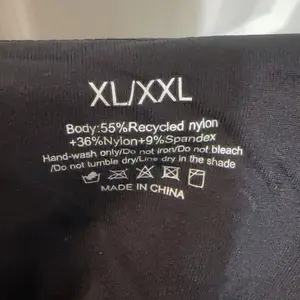 XL/XXL
Body:55%Recycled nylon
+36%Nylon+9%Spandex
Hand-wash only/Do not iron/Do not bleach
/Do not tumble dry/Line dry in the shade
MADE IN CHINA